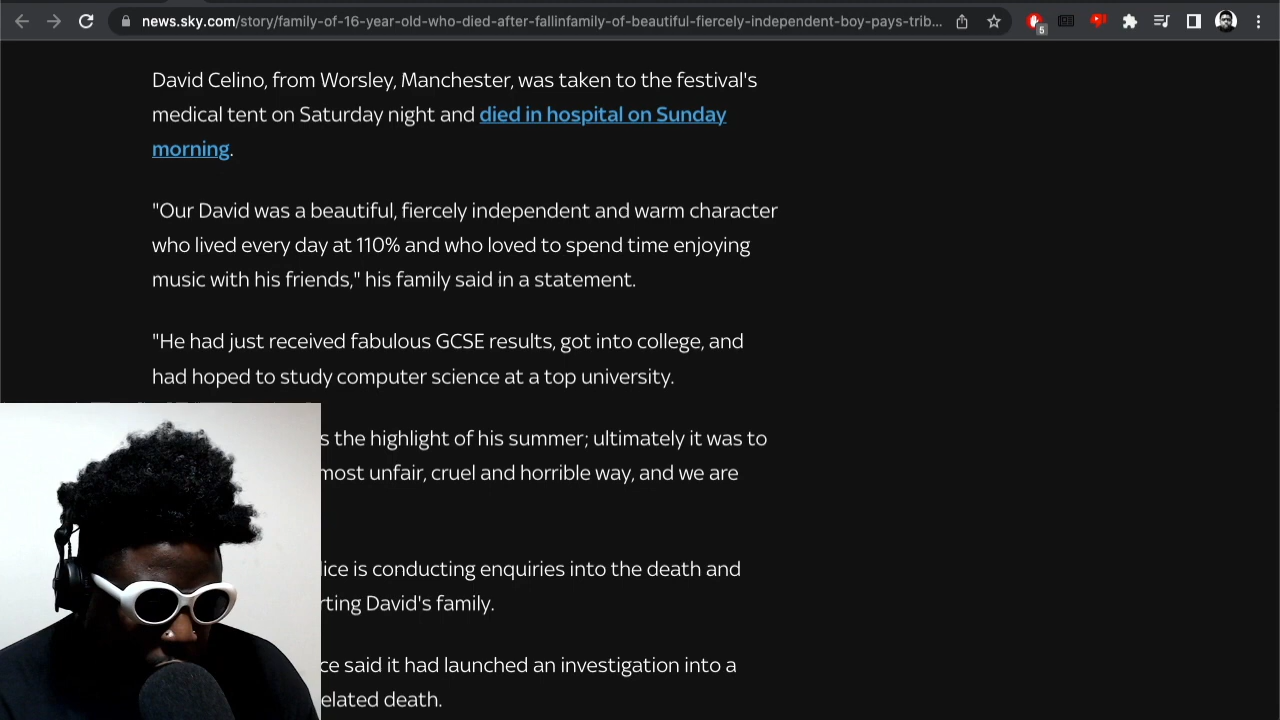 news.sky.com/story/family-of-16-year-old-who-died-after-fallinfamily-of-beautiful-fiercely-independent-boy-pays-trib...
5
David Celino, from Worsley, Manchester, was taken to the festival's
medical tent on Saturday night and died in hospital on Sunday
morning.
"Our David was a beautiful, fiercely independent and warm character
who lived every day at 110% and who loved to spend time enjoying
music with his friends," his family said in a statement.
"He had just received fabulous GCSE results, got into college, and
had hoped to study computer science at a top university.
s the highlight of his summer; ultimately it was to
most unfair, cruel and horrible way, and we are
lice is conducting enquiries into the death and
rting David's family.
ce said it had launched an investigation into a
elated death.